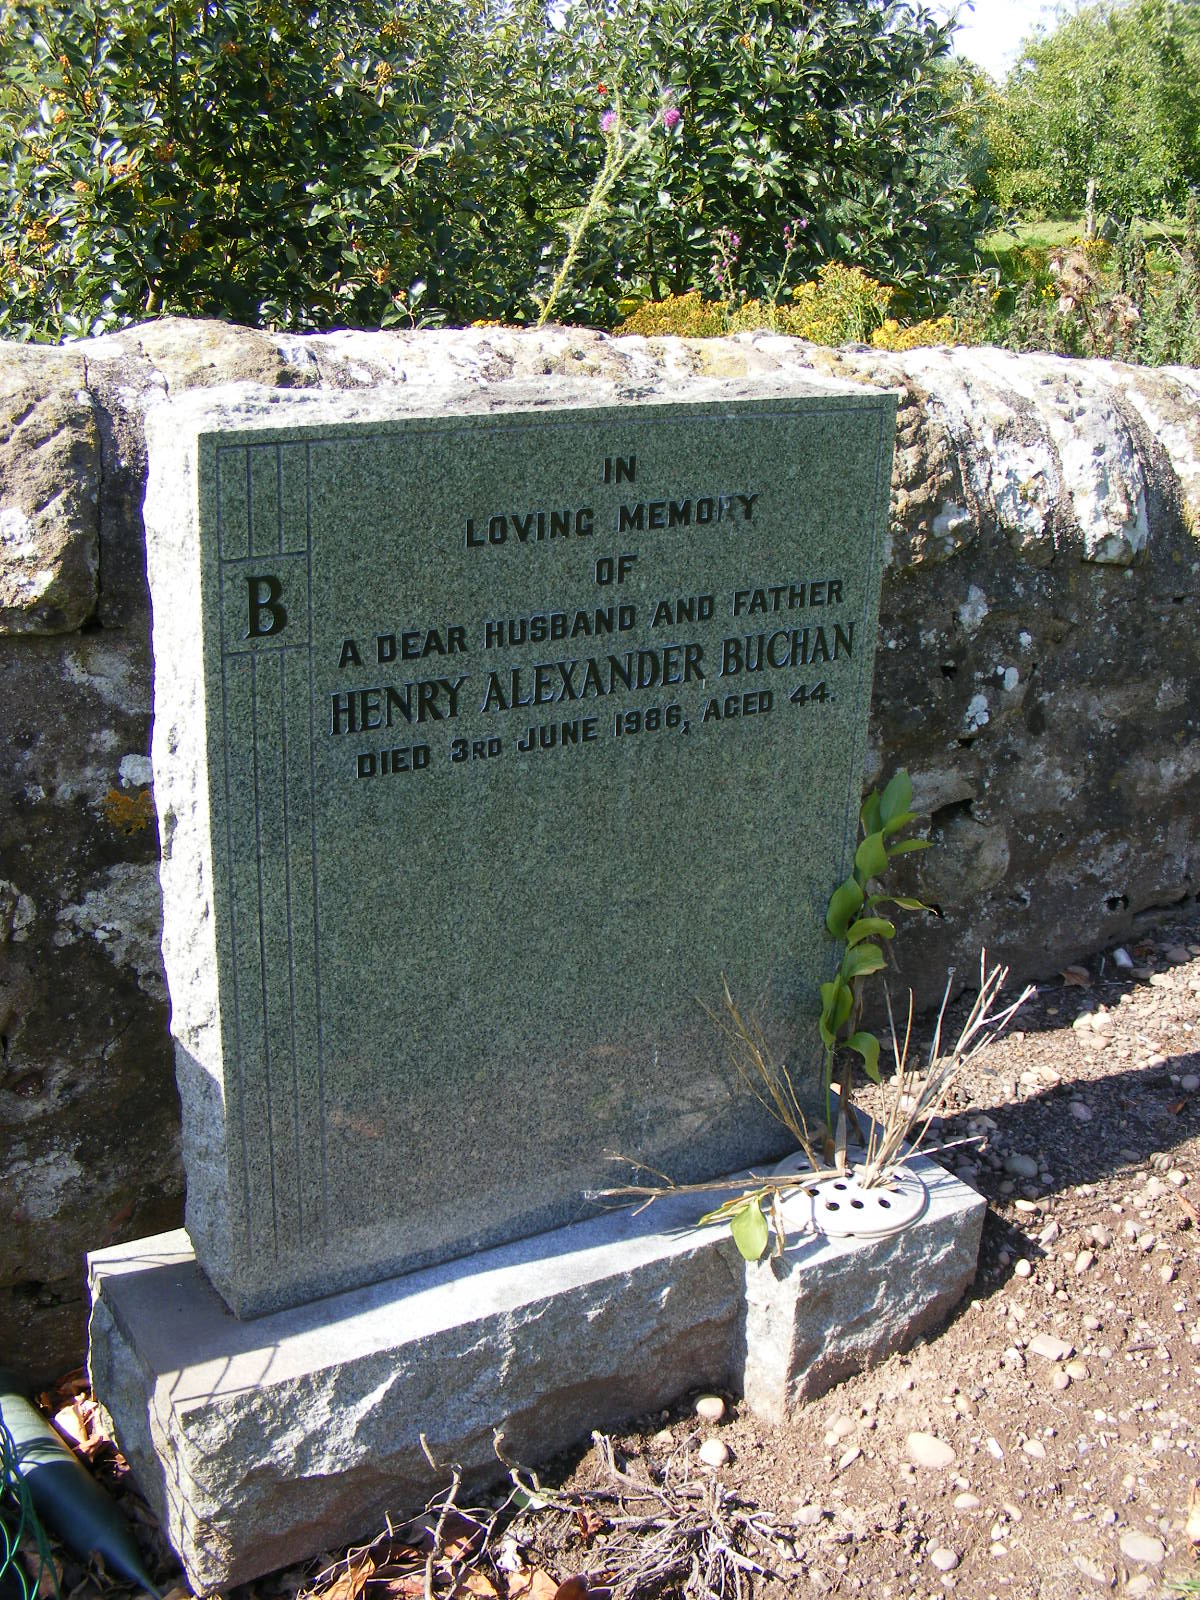 IN
LOVING MEMORY
OF
A DEAR HUSBAND AND FATHER
HENRY ALEXANDER BUCHAN
DIED 3RD JUNE 1986, AGED 44.
B